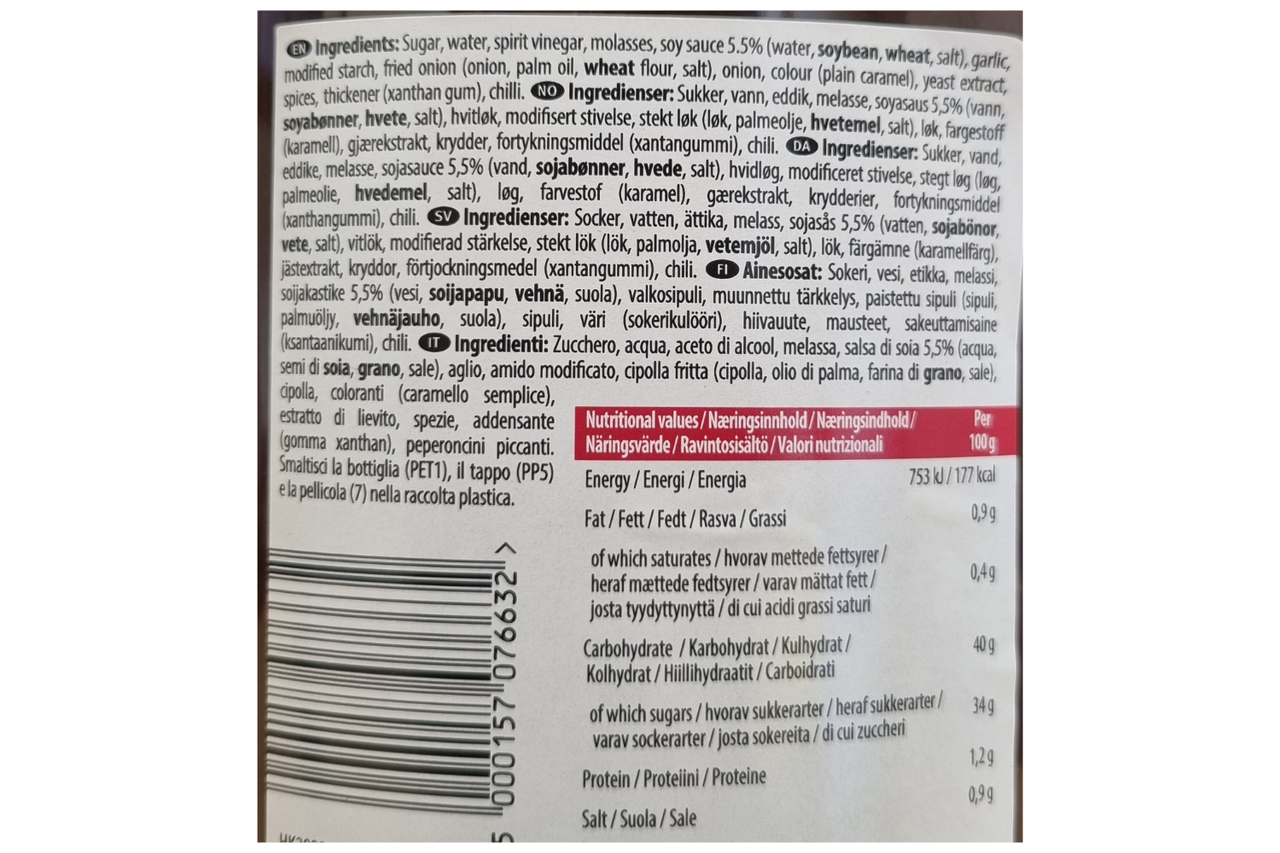 EN Ingredients: Sugar, water, spirit vinegar, molasses, soy sauce 5.5% (water, soybean, wheat, salt), garlic,
modified starch, fried onion (onion, palm oil, wheat flour, salt), onion, colour (plain caramel), yeast extract,
spices, thickener (xanthan gum), chilli. NO Ingredienser: Sukker, vann, eddik, melasse, soyasaus 5,5% (vann,
soyabønner, hvete, salt), hvitløk, modifisert stivelse, stekt løk (løk, palmeolje, hvetemel, salt), løk, fargestoff
(karamell), gjærekstrakt, krydder, fortykningsmiddel (xantangummi), chili. DA Ingredienser: Sukker, vand,
eddike, melasse, sojasauce 5,5% (vand, sojabønner, hvede, salt), hvidløg, modificeret stivelse, stegt løg (løg,
palmeolie, hvedemel, salt), løg, farvestof (karamel), gærekstrakt, krydderier, fortykningsmiddel
(xanthangummi), chili. SV Ingredienser: Socker, vatten, ättika, melass, sojasås 5,5% (vatten, sojabönor,
vete, salt), vitlök, modifierad stärkelse, stekt lök (lök, palmolja, vetemjöl, salt), lök, färgämne (karamellfärg),
jästextrakt, kryddor, förtjockningsmedel (xantangummi), chili. FI Ainesosat: Sokeri, vesi, etikka, melassi,
soijakastike 5,5% (vesi, soijapapu, vehnä, suola), valkosipuli, muunnettu tärkkelys, paistettu sipuli (sipuli,
palmuöljy, vehnäjauho, suola), sipuli, väri (sokerikulööri), hiivauute, mausteet, sakeuttamisaine
(ksantaanikumi), chili. IT Ingredienti: Zucchero, acqua, aceto di alcool, melassa, salsa di soia 5,5% (acqua,
semi di soia, grano, sale), aglio, amido modificato, cipolla fritta (cipolla, olio di palma, farina di grano, sale),
cipolla, coloranti (caramello semplice),
estratto di lievito, spezie, addensante
(gomma xanthan), peperoncini piccanti.
Smaltisci la bottiglia (PET1), il tappo (PP5)
e la pellicola (7) nella raccolta plastica.
Nutritional values / Næringsinnhold / Næringsindhold / Per
Näringsvärde / Ravintosisältö / Valori nutrizionali 100 g
Energy / Energi / Energia 753 kJ / 177 kcal
Fat / Fett / Fedt / Rasva / Grassi 0,9 g
of which saturates / hvorav mettede fettsyrer /
heraf mættede fedtsyrer / varav mättat fett / 0,4 g
josta tyydyttynyttä / di cui acidi grassi saturi
Carbohydrate / Karbohydrat / Kulhydrat / 40 g
Kolhydrat / Hiillihydraatit / Carboidrati
of which sugars / hvorav sukkerarter / heraf sukkerarter / 34 g
varav sockerarter / josta sokereita / di cui zuccheri
Protein / Proteiini / Proteine 1,2 g
Salt / Suola / Sale 0,9 g
5 000157 076632 >